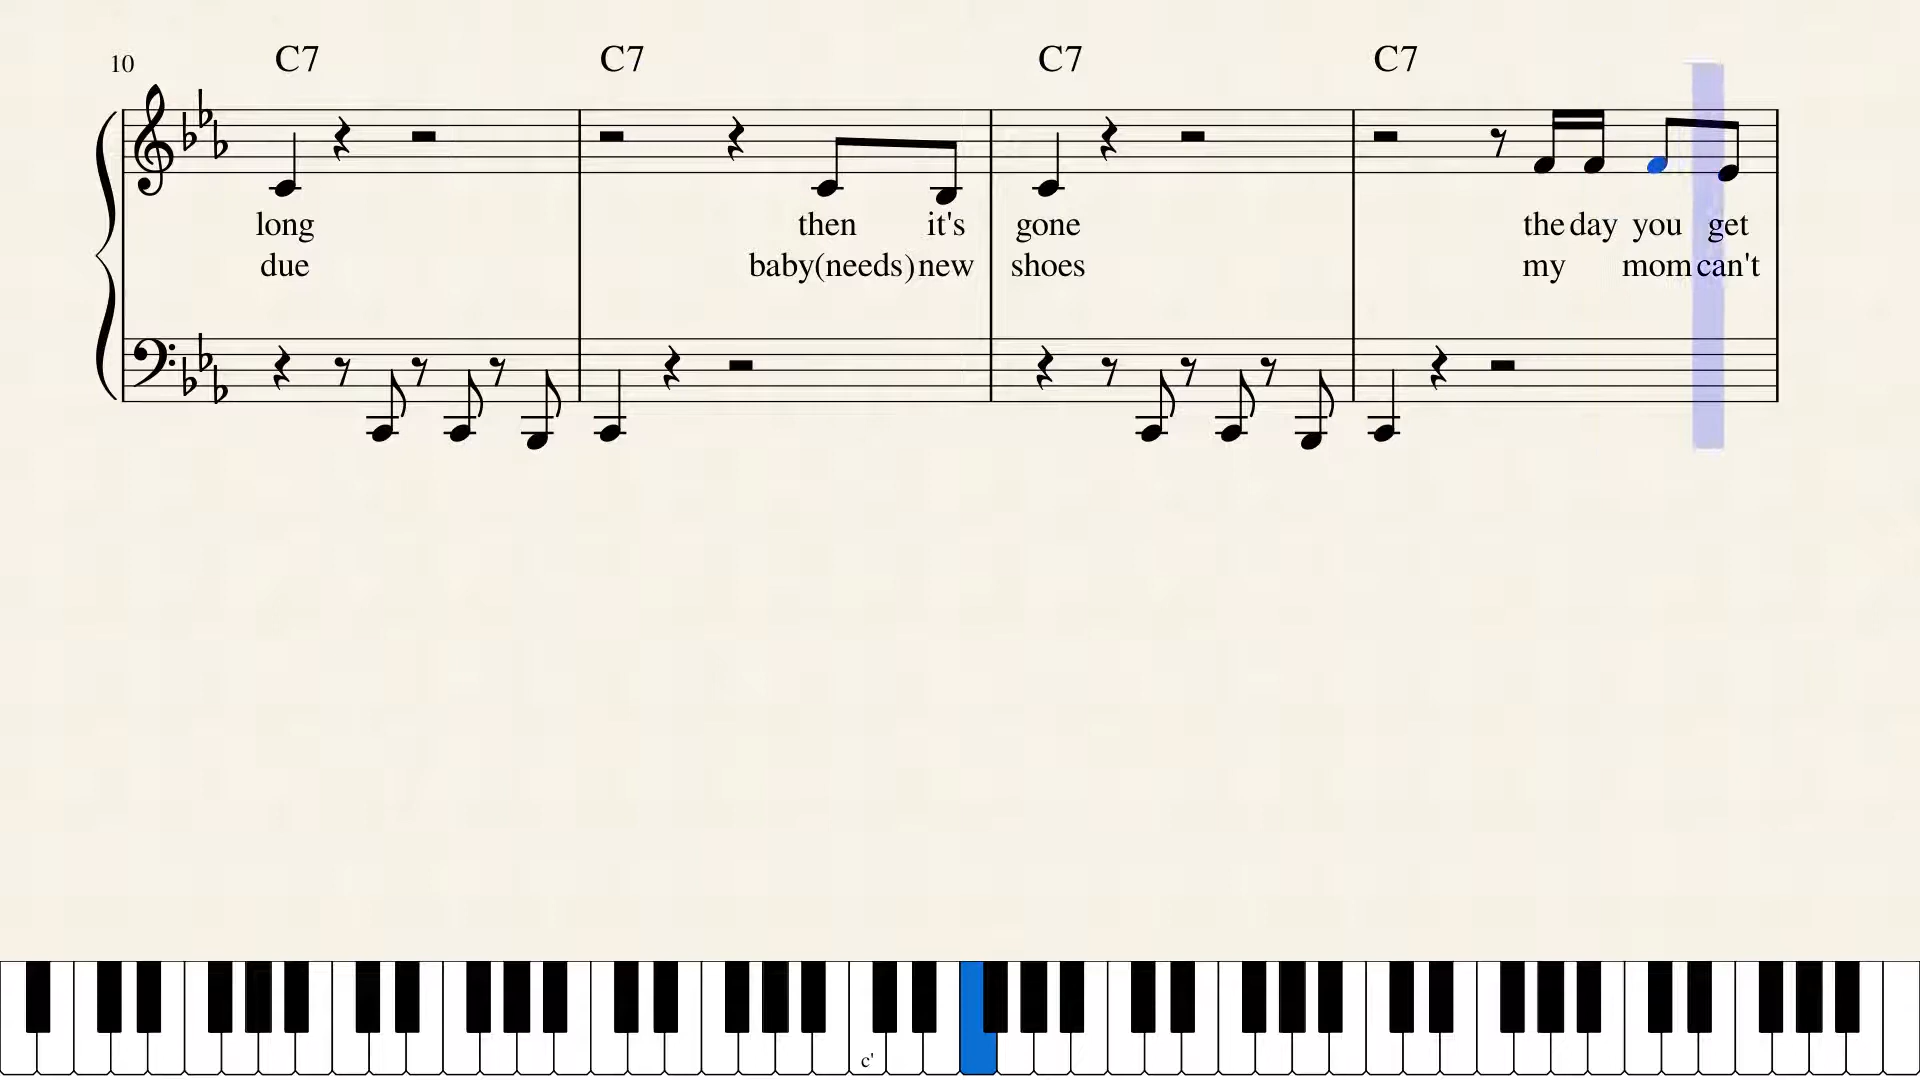 10 C7 C7 C7 C7
long then it's gone the day you get
due baby(needs) new shoes my mom can't
c'